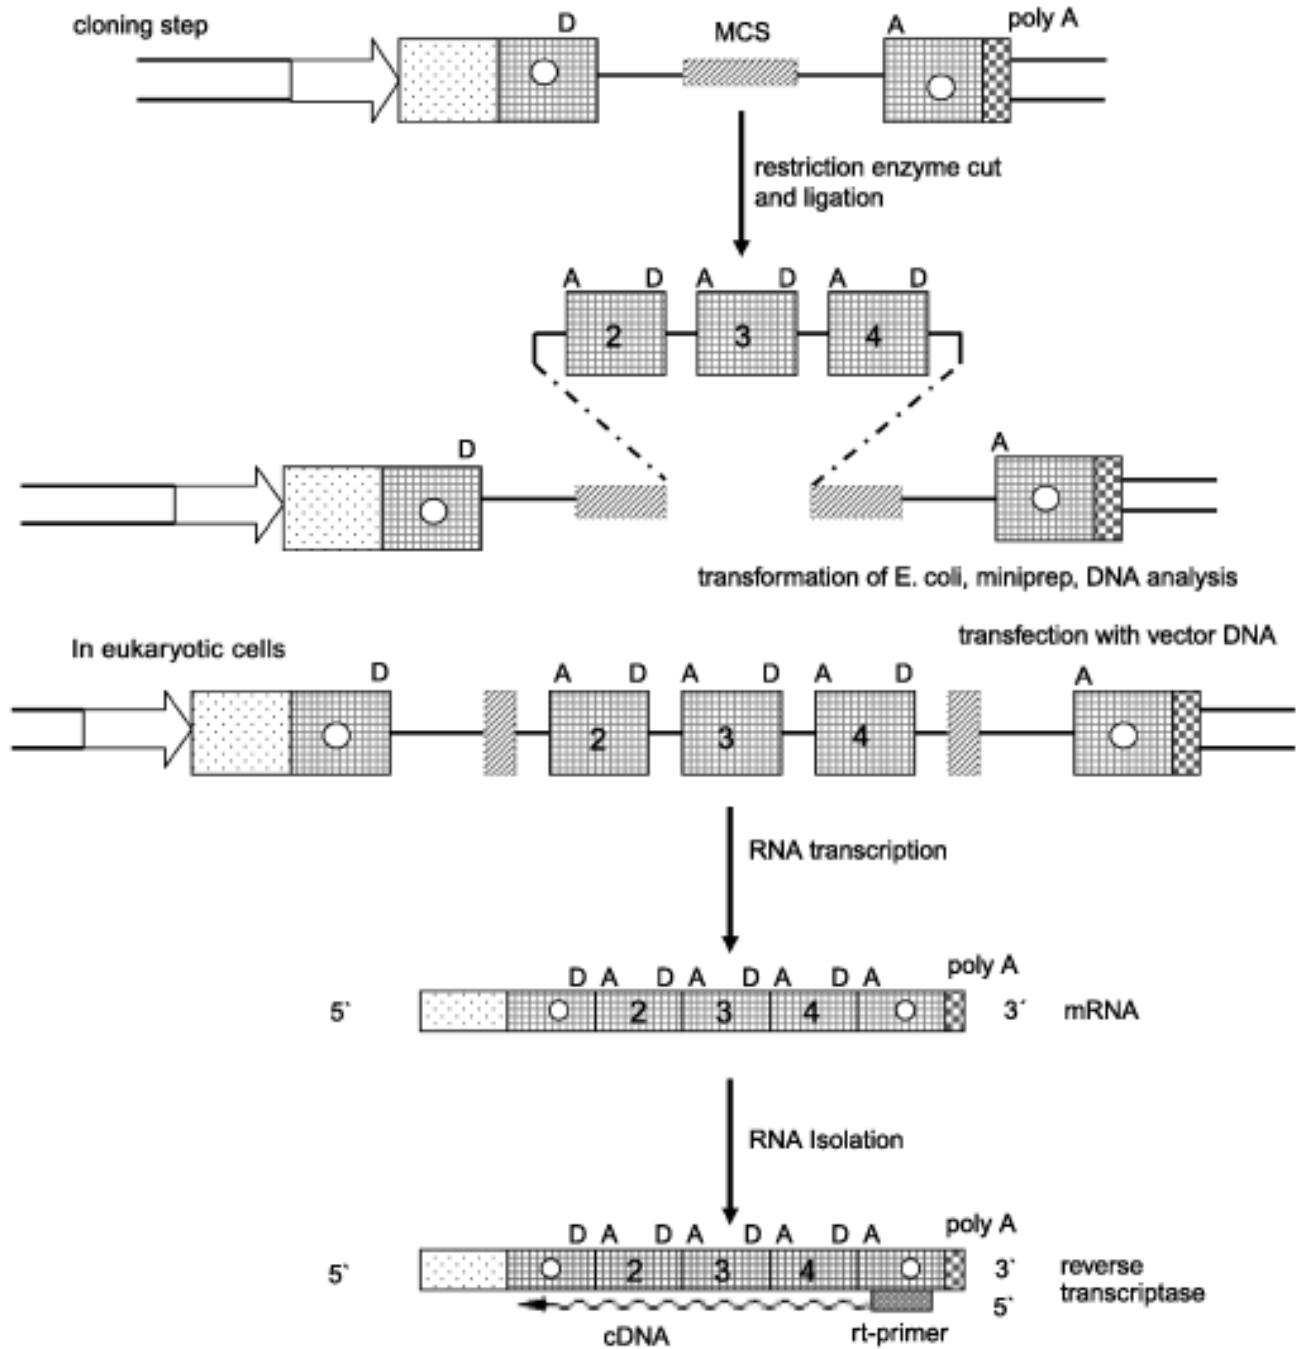 cloning step
D
MCS
A
poly A
restriction enzyme cut
and ligation
A D A D A D
2 3 4
D
A
transformation of E. coli, miniprep, DNA analysis
In eukaryotic cells
transfection with vector DNA
D A D A D A D A
2 3 4
RNA transcription
D A D A D A D A
poly A
5` 2 3 4 3´ mRNA
RNA Isolation
D A D A D A D A
poly A
5` 2 3 4 3` reverse
transcriptase
5`
cDNA
rt-primer